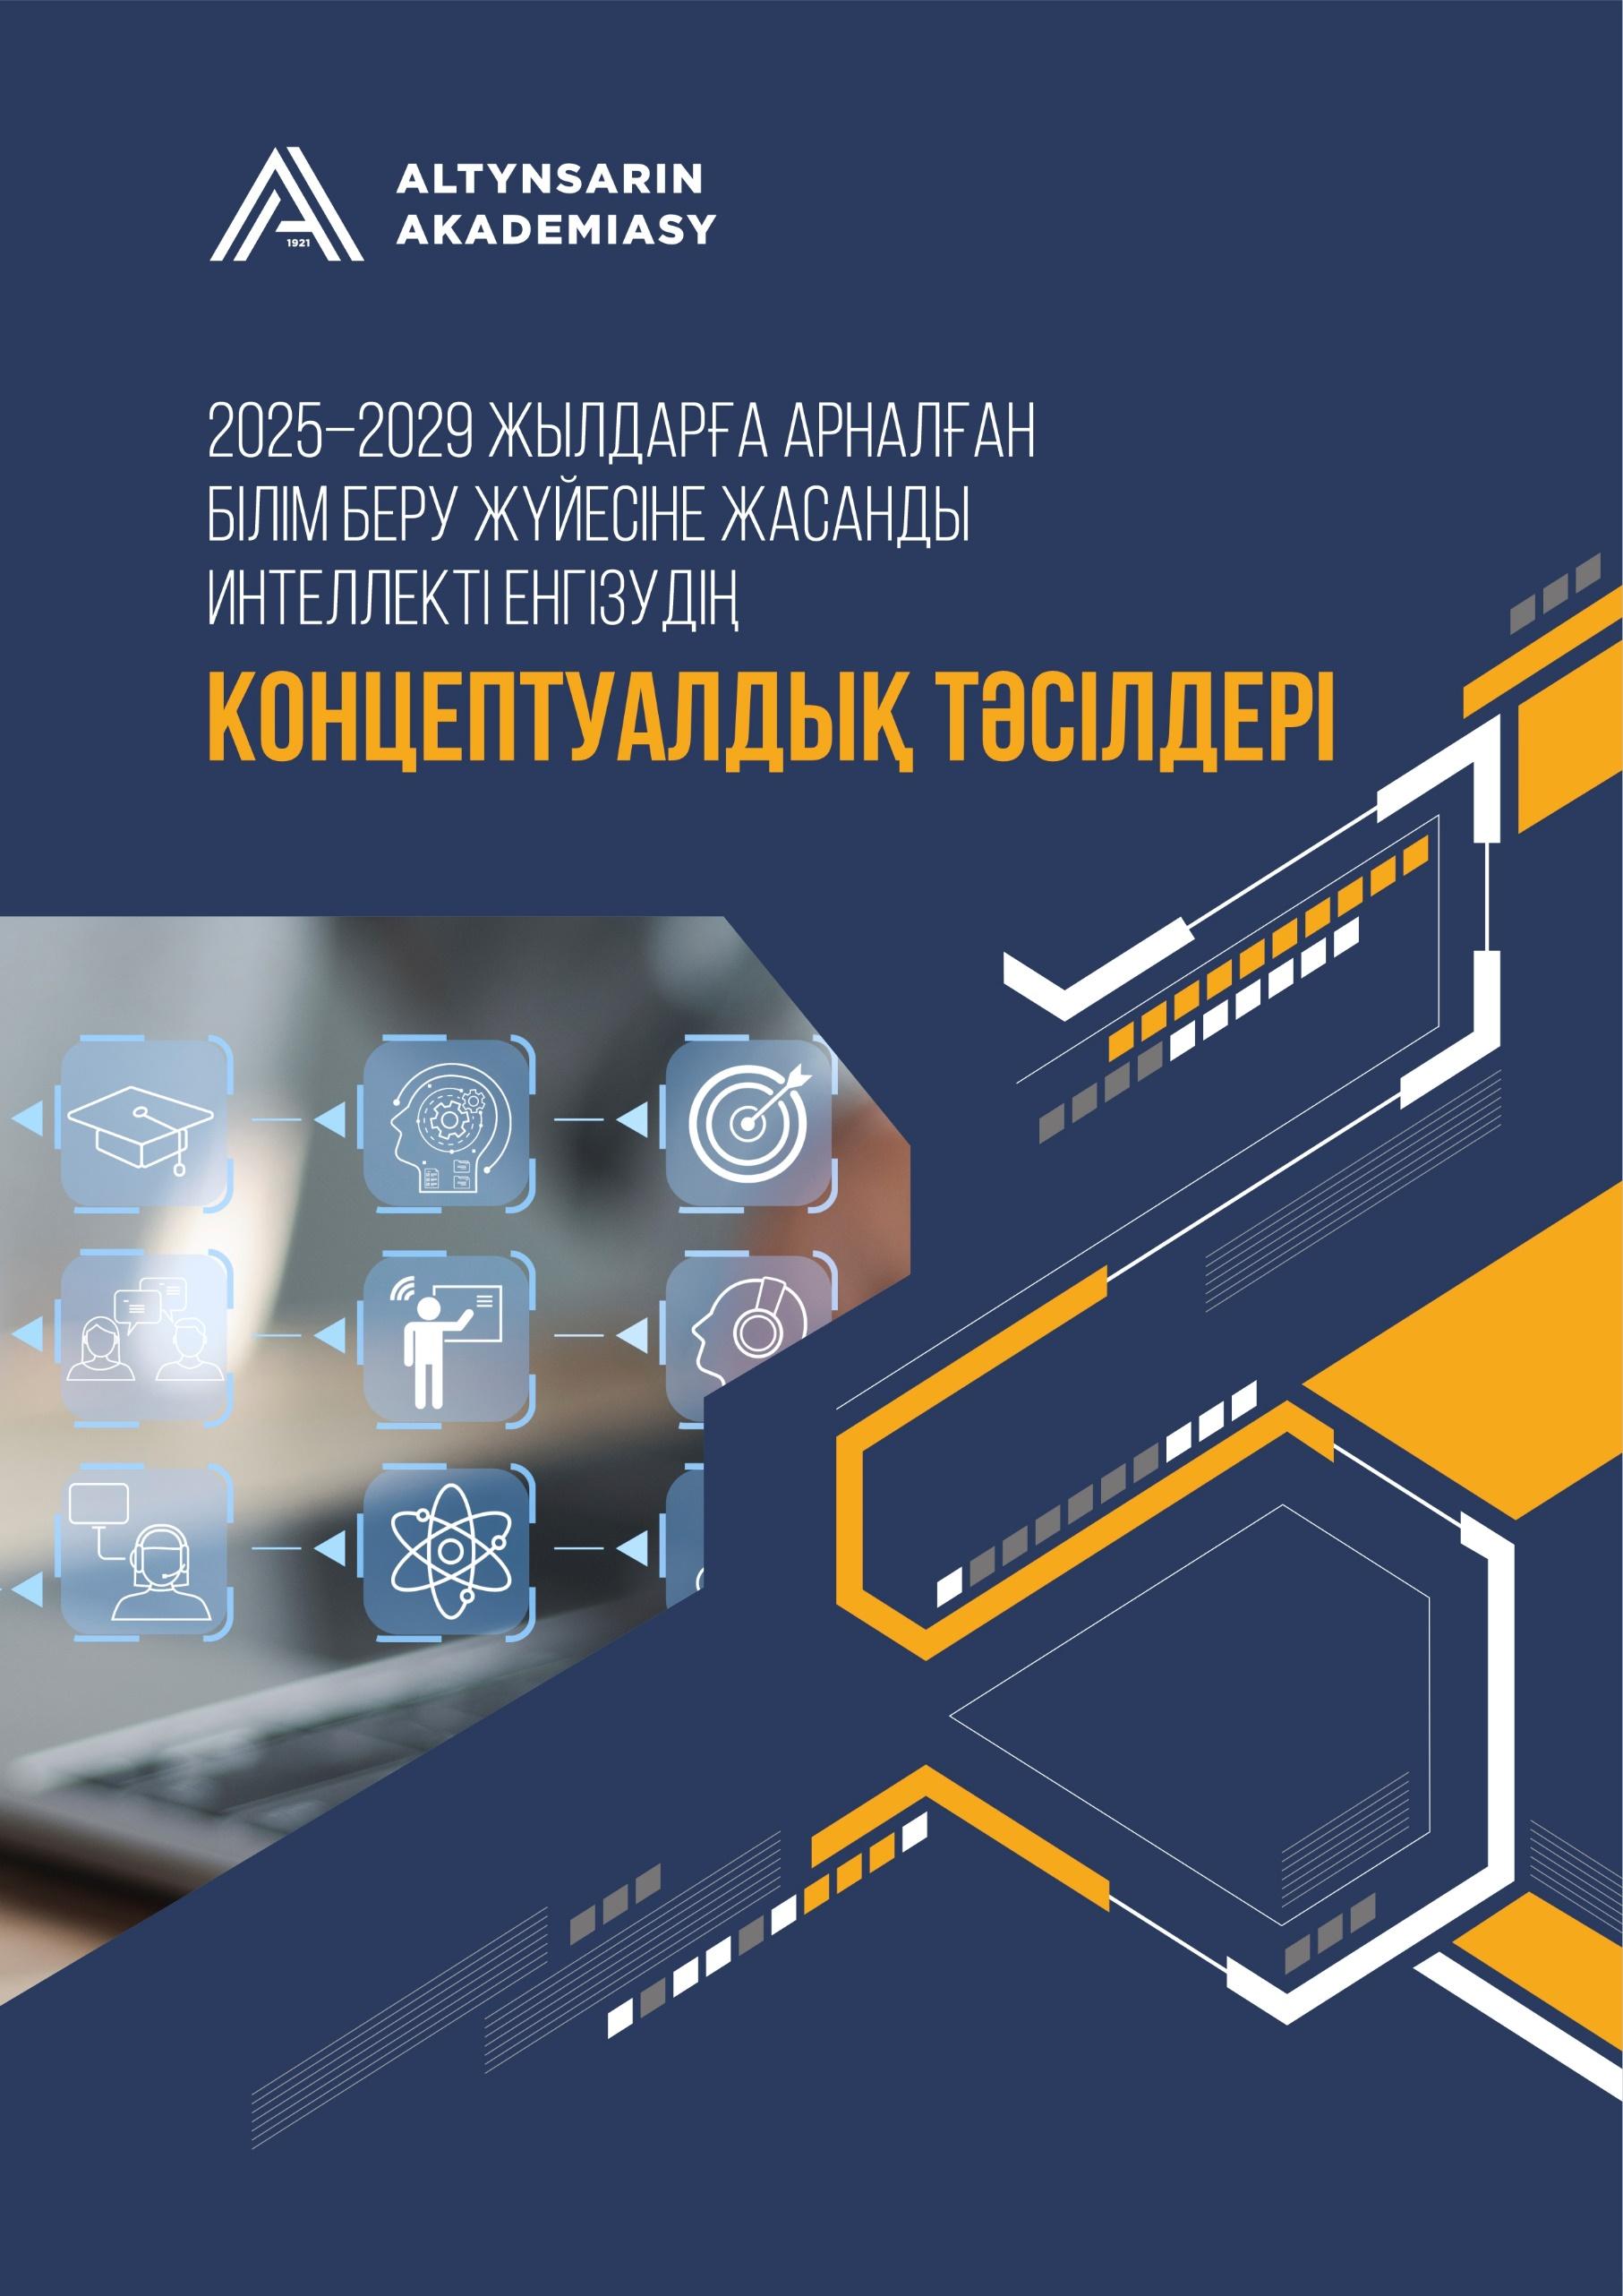 ALTYNSARIN
AKADEMIASY
1921
2025–2029 ЖЫЛДАРҒА АРНАЛҒАН
БІЛІМ БЕРУ ЖҮЙЕСІНЕ ЖАСАНДЫ
ИНТЕЛЛЕКТІ ЕНГІЗУДІҢ
КОНЦЕПТУАЛДЫҚ ТӘСІЛДЕРІ